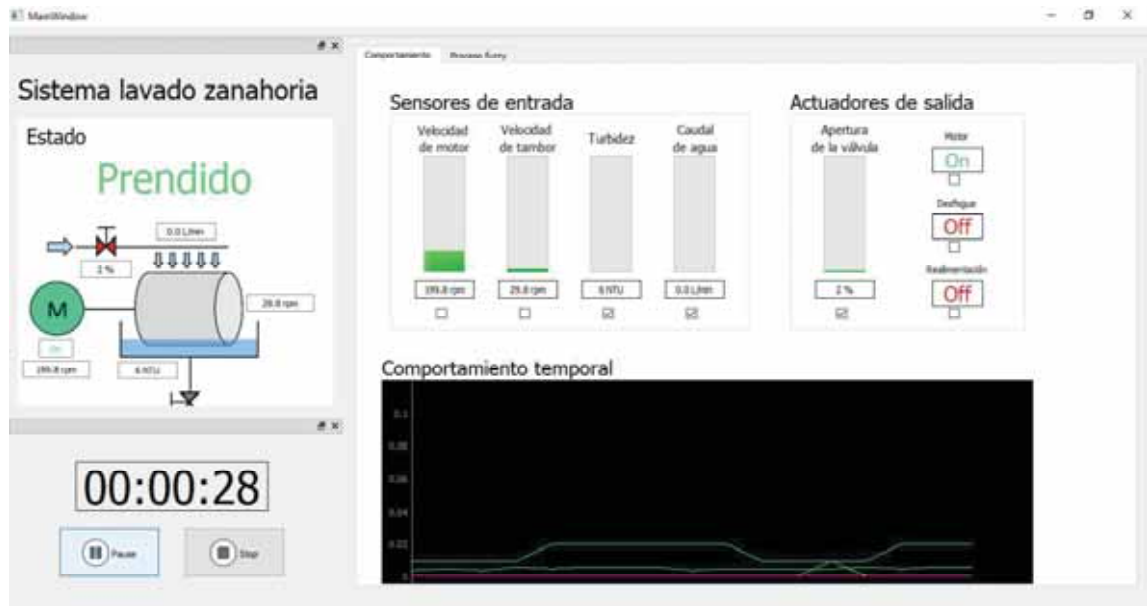 MainWindow
Sistema lavado zanahoria
Estado
Prendido
0.0 L/min
2 %
M
29.8 rpm
On
199.8 rpm
6 NTU
00:00:28
Pause
Stop
Comportamiento
Proceso fuzzy
Sensores de entrada
Velocidad
de motor
Velocidad
de tambor
Turbidez
Caudal
de agua
199.8 rpm
29.8 rpm
6 NTU
0.0 L/min
Actuadores de salida
Apertura
de la válvula
2 %
Motor
On
Desfogue
Off
Realimentación
Off
Comportamiento temporal
0.1
0.08
0.06
0.04
0.02
0